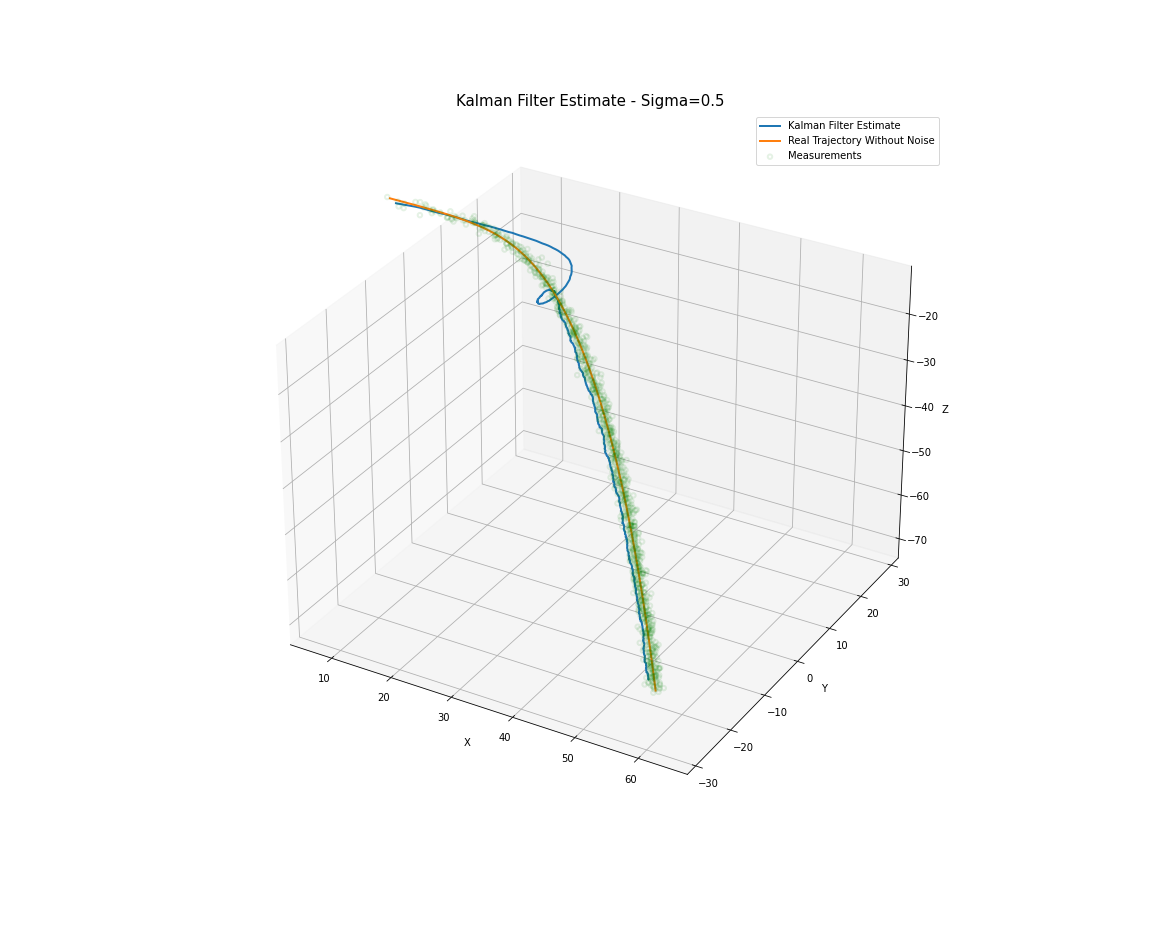 Kalman Filter Estimate - Sigma=0.5
Kalman Filter Estimate
Real Trajectory Without Noise
Measurements
−20
−30
−40
Z
−50
−60
−70
30
20
10
0
Y
−10
−20
−30
10
20
30
X
40
50
60